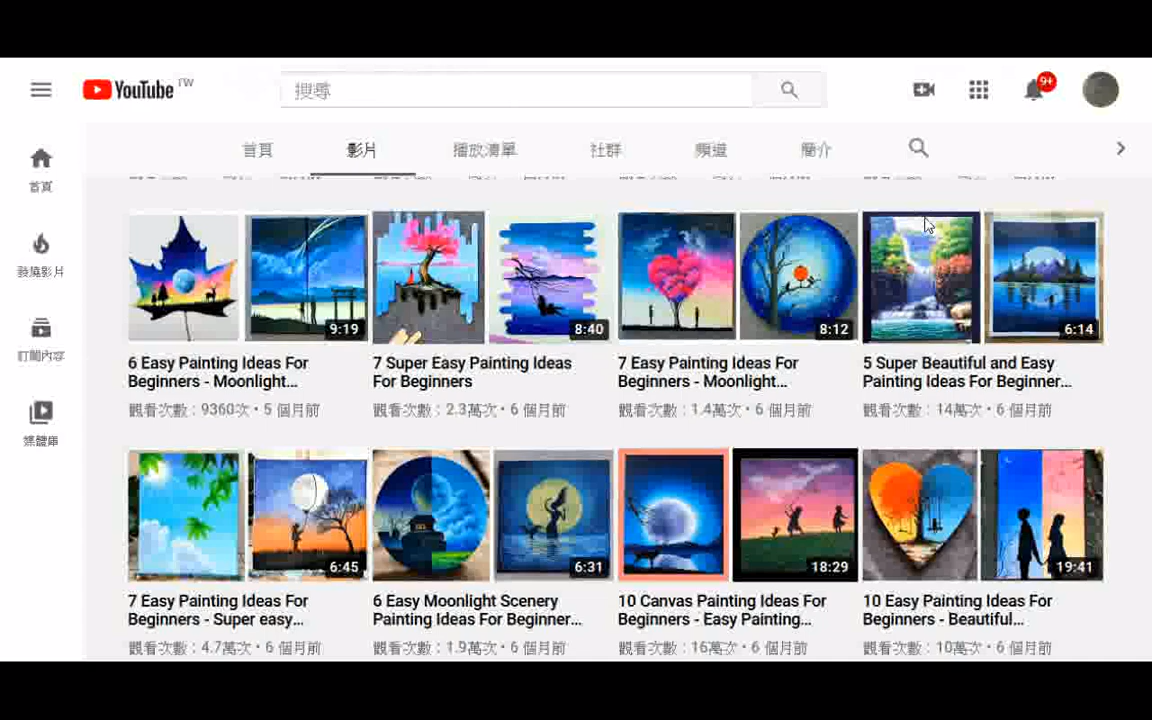 YouTube TW
搜尋
9+
首頁 影片 播放清單 社群 頻道 簡介
首頁
發燒影片
訂閱內容
媒體庫
9:19 8:40 8:12 6:14
6 Easy Painting Ideas For
Beginners - Moonlight...
觀看次數：9360次 • 5 個月前
7 Super Easy Painting Ideas
For Beginners
觀看次數：2.3萬次 • 6 個月前
7 Easy Painting Ideas For
Beginners - Moonlight...
觀看次數：1.4萬次 • 6 個月前
5 Super Beautiful and Easy
Painting Ideas For Beginner...
觀看次數：14萬次 • 6 個月前
6:45 6:31 18:29 19:41
7 Easy Painting Ideas For
Beginners - Super easy...
觀看次數：4.7萬次 • 6 個月前
6 Easy Moonlight Scenery
Painting Ideas For Beginner...
觀看次數：1.9萬次 • 6 個月前
10 Canvas Painting Ideas For
Beginners - Easy Painting...
觀看次數：16萬次 • 6 個月前
10 Easy Painting Ideas For
Beginners - Beautiful...
觀看次數：10萬次 • 6 個月前